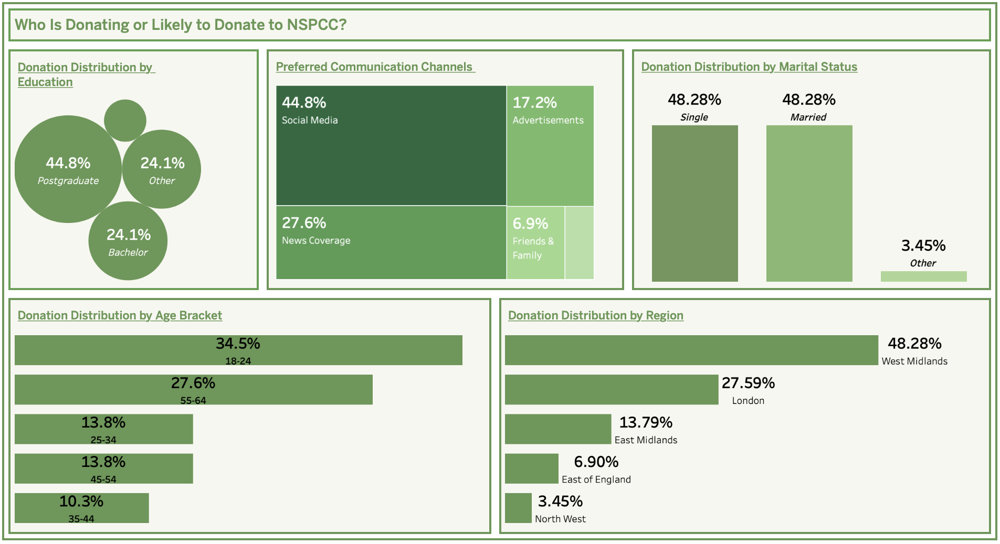 Who Is Donating or Likely to Donate to NSPCC?
Donation Distribution by
Education
44.8%
Postgraduate
24.1%
Other
24.1%
Bachelor
Preferred Communication Channels
44.8%
Social Media
17.2%
Advertisements
27.6%
News Coverage
6.9%
Friends &
Family
Donation Distribution by Marital Status
48.28%
Single
48.28%
Married
3.45%
Other
Donation Distribution by Age Bracket
34.5%
18-24
27.6%
55-64
13.8%
25-34
13.8%
45-54
10.3%
35-44
Donation Distribution by Region
48.28%
West Midlands
27.59%
London
13.79%
East Midlands
6.90%
East of England
3.45%
North West